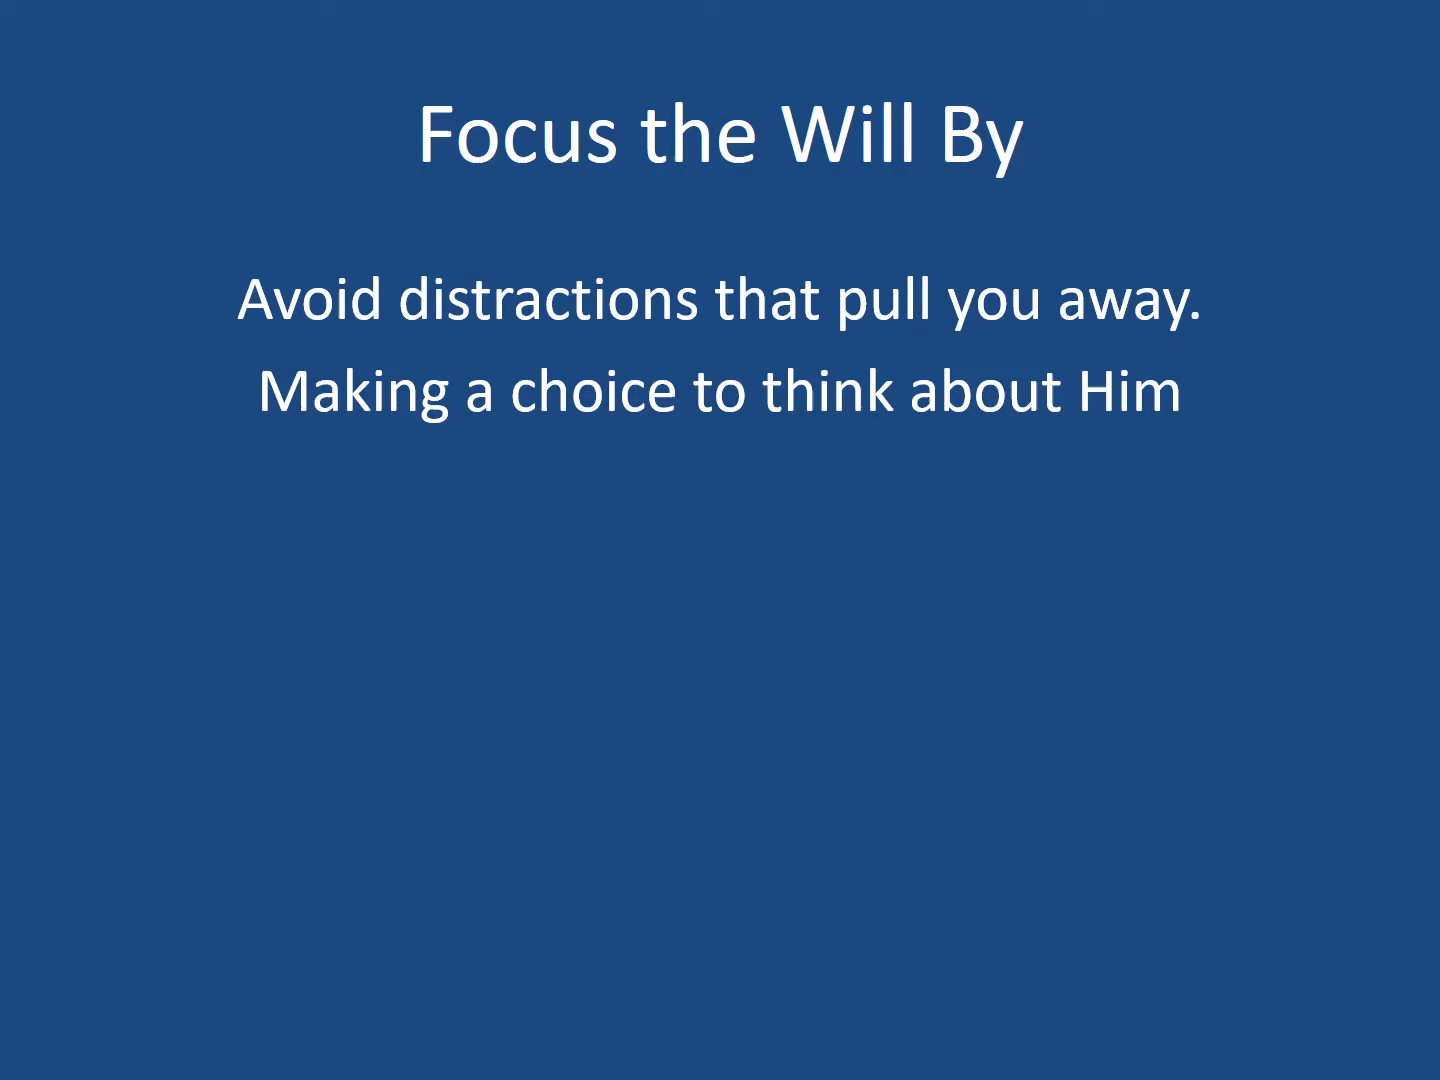 Focus the Will By
Avoid distractions that pull you away.
Making a choice to think about Him